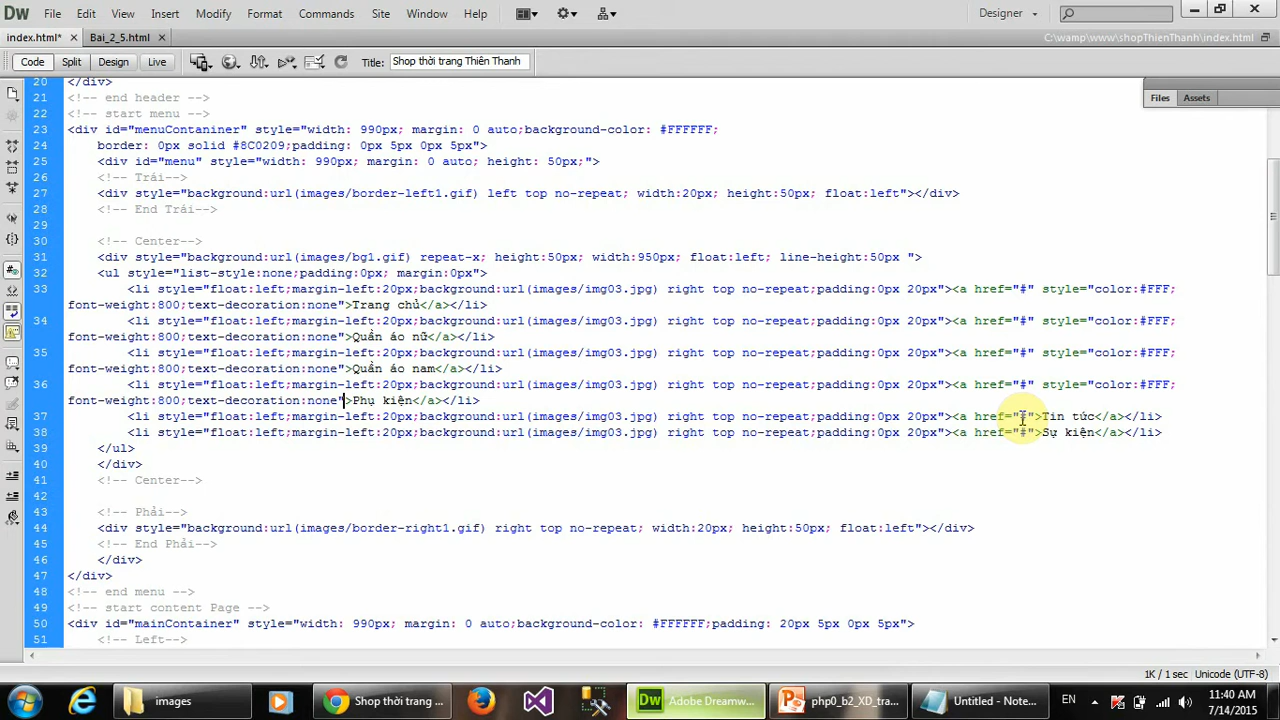 Dw File Edit View Insert Modify Format Commands Site Window Help Designer
index.html* × Bai_2_5.html × C:\wamp\www\shopThienThanh\index.html
Code Split Design Live Title: Shop thời trang Thiên Thanh
Files Assets
20 </div>
21 <!-- end header -->
22 <!-- start menu -->
23 <div id="menuContaniner" style="width: 990px; margin: 0 auto;background-color: #FFFFFF;
24 border: 0px solid #8C0209;padding: 0px 5px 0px 5px">
25 <div id="menu" style="width: 990px; margin: 0 auto; height: 50px;">
26 <!-- Trái-->
27 <div style="background:url(images/border-left1.gif) left top no-repeat; width:20px; height:50px; float:left"></div>
28 <!-- End Trái-->
29
30 <!-- Center-->
31 <div style="background:url(images/bg1.gif) repeat-x; height:50px; width:950px; float:left; line-height:50px ">
32 <ul style="list-style:none;padding:0px; margin:0px">
33 <li style="float:left;margin-left:20px;background:url(images/img03.jpg) right top no-repeat;padding:0px 20px"><a href="#" style="color:#FFF;
font-weight:800;text-decoration:none">Trang chủ</a></li>
34 <li style="float:left;margin-left:20px;background:url(images/img03.jpg) right top no-repeat;padding:0px 20px"><a href="#" style="color:#FFF;
font-weight:800;text-decoration:none">Quần áo nữ</a></li>
35 <li style="float:left;margin-left:20px;background:url(images/img03.jpg) right top no-repeat;padding:0px 20px"><a href="#" style="color:#FFF;
font-weight:800;text-decoration:none">Quần áo nam</a></li>
36 <li style="float:left;margin-left:20px;background:url(images/img03.jpg) right top no-repeat;padding:0px 20px"><a href="#" style="color:#FFF;
font-weight:800;text-decoration:none">Phụ kiện</a></li>
37 <li style="float:left;margin-left:20px;background:url(images/img03.jpg) right top no-repeat;padding:0px 20px"><a href="#">Tin tức</a></li>
38 <li style="float:left;margin-left:20px;background:url(images/img03.jpg) right top no-repeat;padding:0px 20px"><a href="#">Sự kiện</a></li>
39 </ul>
40 </div>
41 <!-- Center-->
42
43 <!-- Phải-->
44 <div style="background:url(images/border-right1.gif) right top no-repeat; width:20px; height:50px; float:left"></div>
45 <!-- End Phải-->
46 </div>
47 </div>
48 <!-- end menu -->
49 <!-- start content Page -->
50 <div id="mainContainer" style="width: 990px; margin: 0 auto;background-color: #FFFFFF;padding: 20px 5px 0px 5px">
51 <!-- Left-->
1K / 1 sec Unicode (UTF-8)
images Shop thời trang ... Dw Adobe Dreamw... php0_b2_XD_tra... Untitled - Note... EN 11:40 AM
7/14/2015